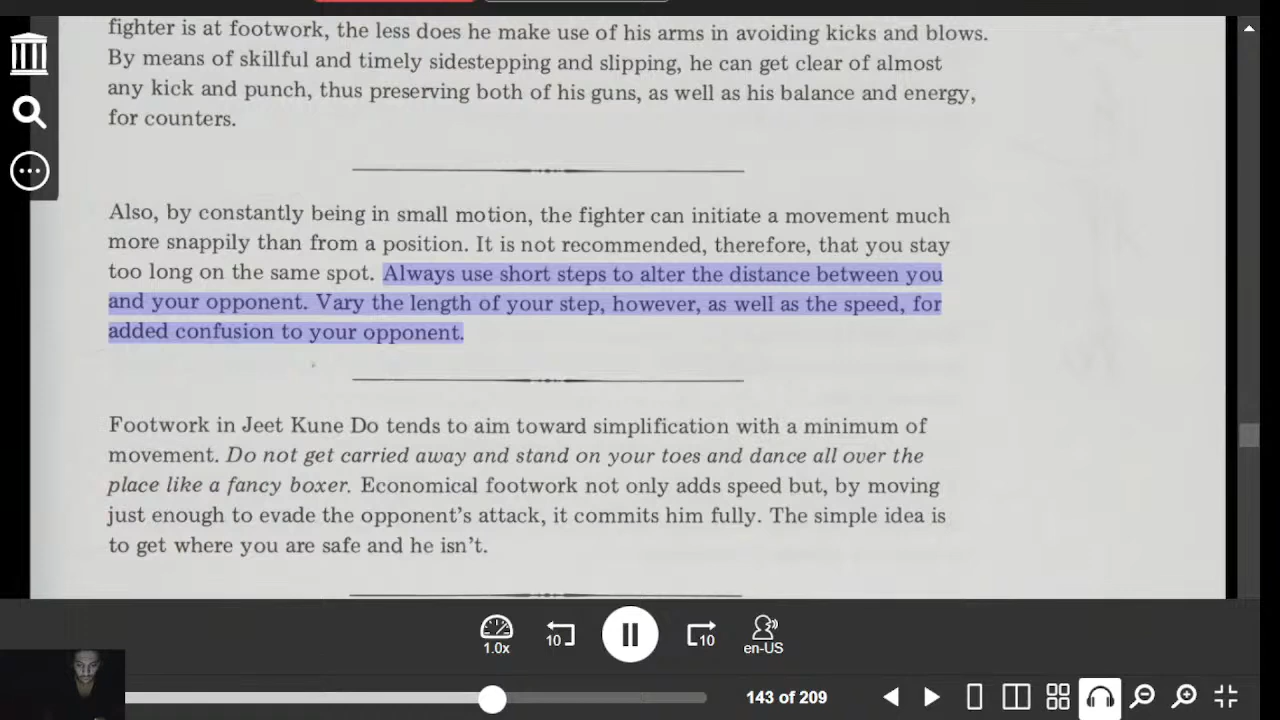 fighter is at footwork, the less does he make use of his arms in avoiding kicks and blows.
By means of skillful and timely sidestepping and slipping, he can get clear of almost
any kick and punch, thus preserving both of his guns, as well as his balance and energy,
for counters.
Also, by constantly being in small motion, the fighter can initiate a movement much
more snappily than from a position. It is not recommended, therefore, that you stay
too long on the same spot. Always use short steps to alter the distance between you
and your opponent. Vary the length of your step, however, as well as the speed, for
added confusion to your opponent.
Footwork in Jeet Kune Do tends to aim toward simplification with a minimum of
movement. Do not get carried away and stand on your toes and dance all over the
place like a fancy boxer. Economical footwork not only adds speed but, by moving
just enough to evade the opponent's attack, it commits him fully. The simple idea is
to get where you are safe and he isn't.
1.0x
10
10
en-US
143 of 209